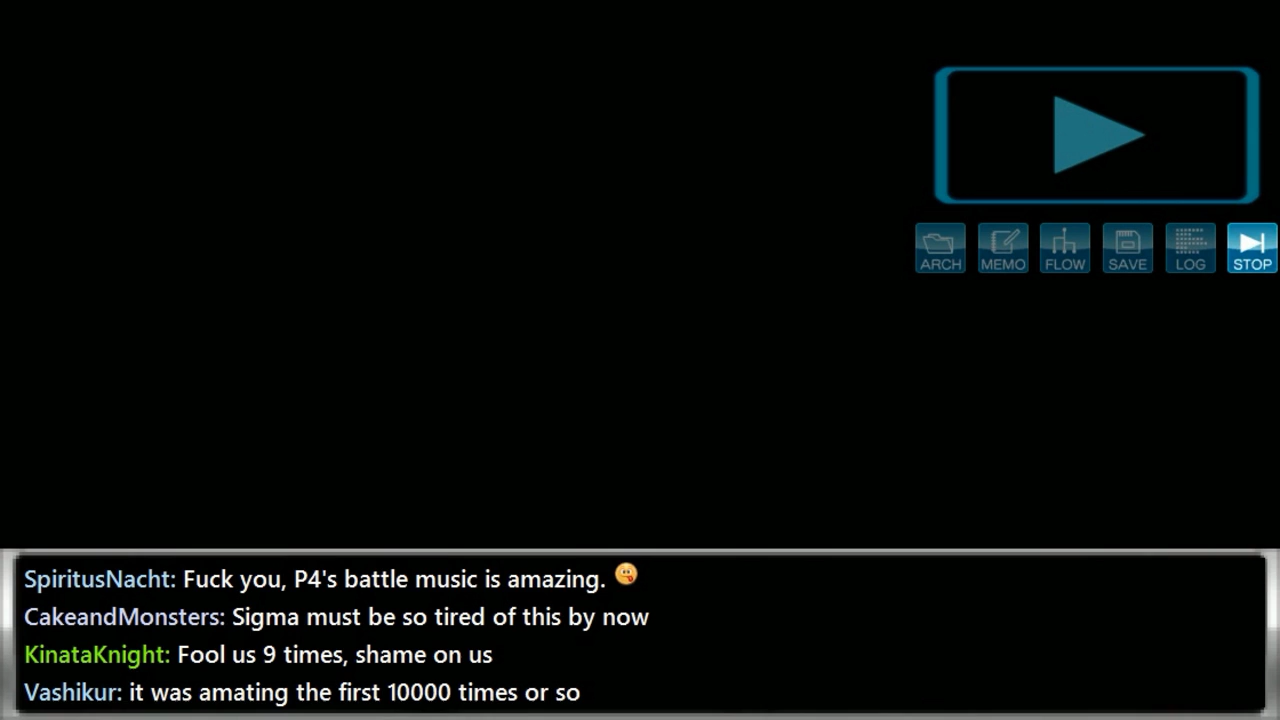 ARCH MEMO FLOW SAVE LOG STOP
SpiritusNacht: Fuck you, P4's battle music is amazing.
CakeandMonsters: Sigma must be so tired of this by now
KinataKnight: Fool us 9 times, shame on us
Vashikur: it was amating the first 10000 times or so